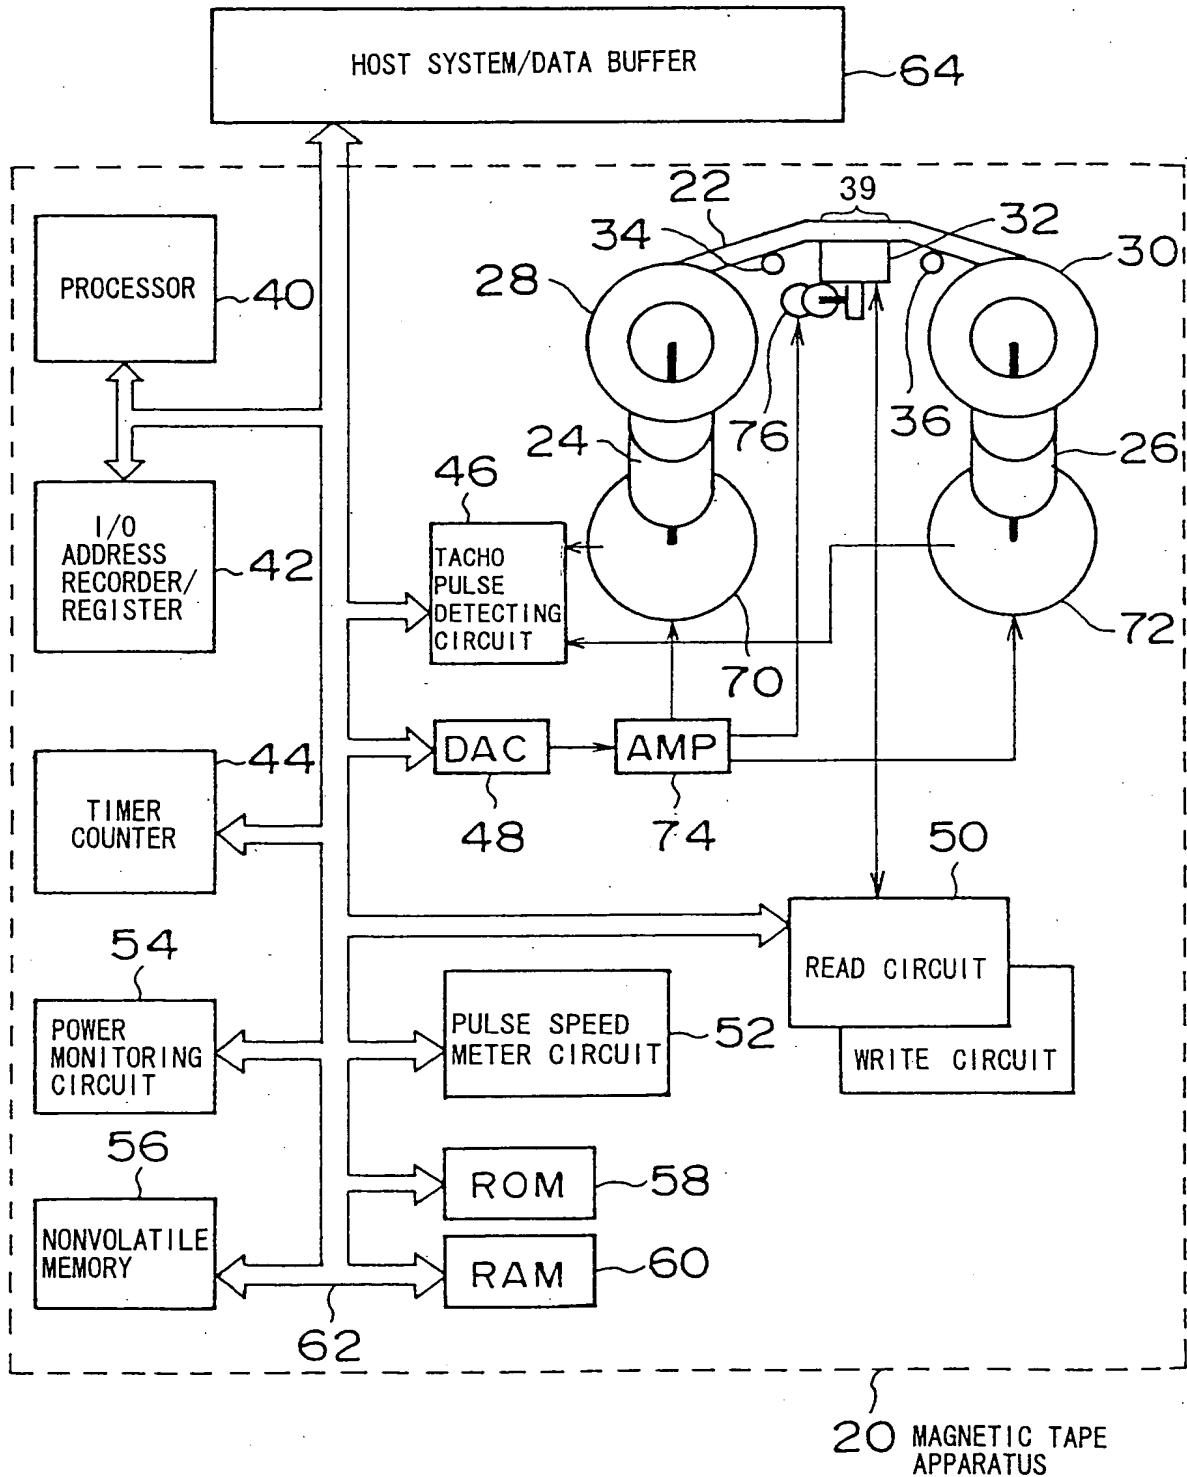 HOST SYSTEM/DATA BUFFER
64
39
22
34
32
30
28
PROCESSOR
40
76
36
24
26
46
I/O
ADDRESS
RECORDER/
REGISTER
42
TACHO
PULSE
DETECTING
CIRCUIT
72
70
44
TIMER
COUNTER
DAC
AMP
48
74
50
54
READ CIRCUIT
POWER
MONITORING
CIRCUIT
PULSE SPEED
METER CIRCUIT
52
WRITE CIRCUIT
56
ROM
58
NONVOLATILE
MEMORY
RAM
60
62
20 MAGNETIC TAPE
APPARATUS